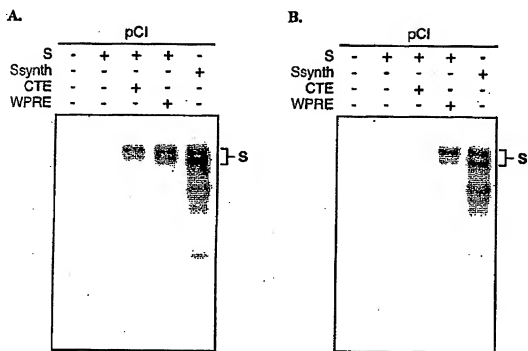 A.
pCI
S - + + + -
Ssynth - - - - +
CTE - - + - -
WPRE - - - + -
S
B.
pCI
S - + + + -
Ssynth - - - - +
CTE - - + - -
WPRE - - - + -
S